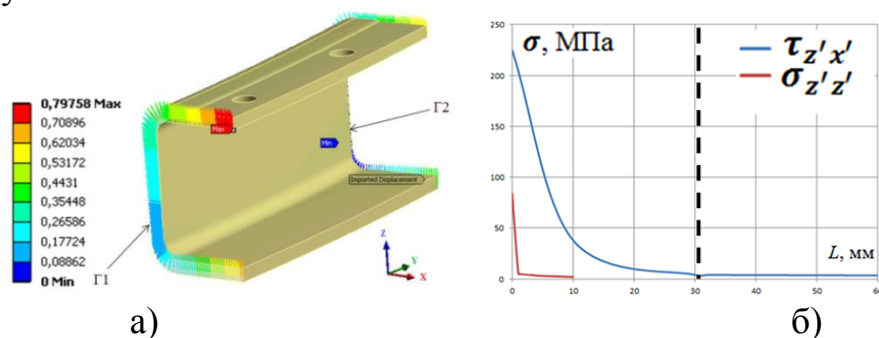 0,79758 Max
0,70896
0,62034
0,53172
0,4431
0,35448
0,26586
0,17724
0,08862
0 Min
Г1
Г2
Max
Min
Imported Displacement
Z
Y
X
а)
σ, МПа
τz′x′
σz′z′
250
200
150
100
50
0
0 10 20 30 40 50 60
L, мм
б)